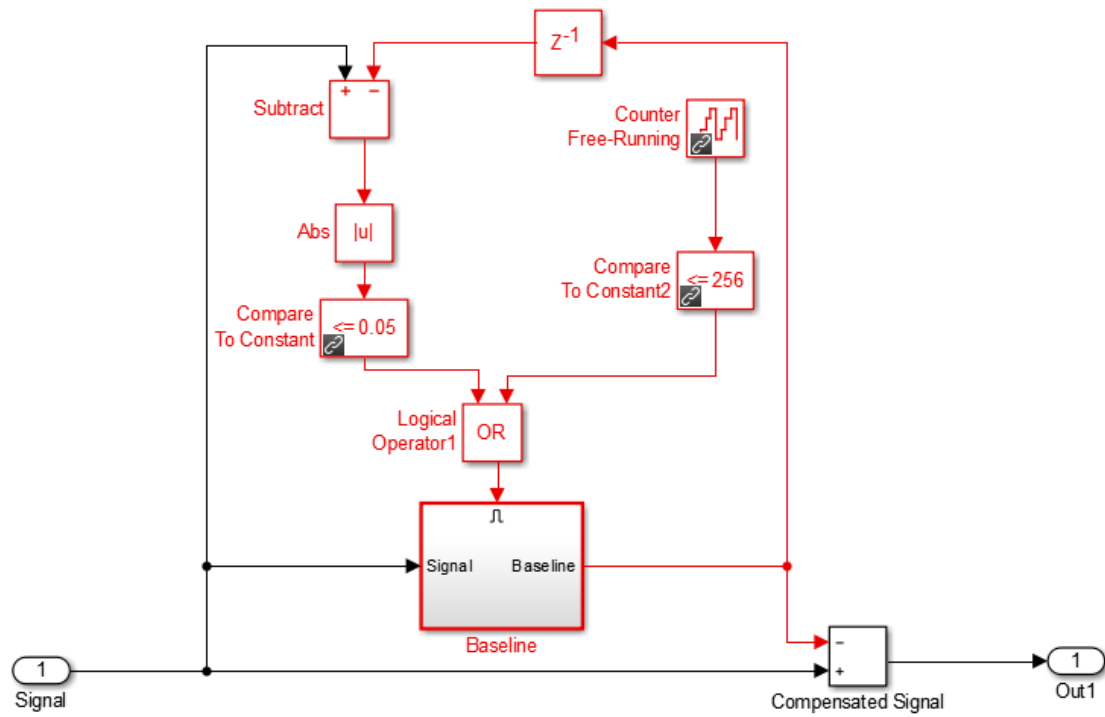 Z-1
+ −
Subtract
Counter
Free-Running
Abs
|u|
Compare
To Constant2
<= 256
Compare
To Constant
<= 0.05
Logical
Operator1
OR
Signal
Baseline
Baseline
−
+
1
Signal
Compensated Signal
1
Out1